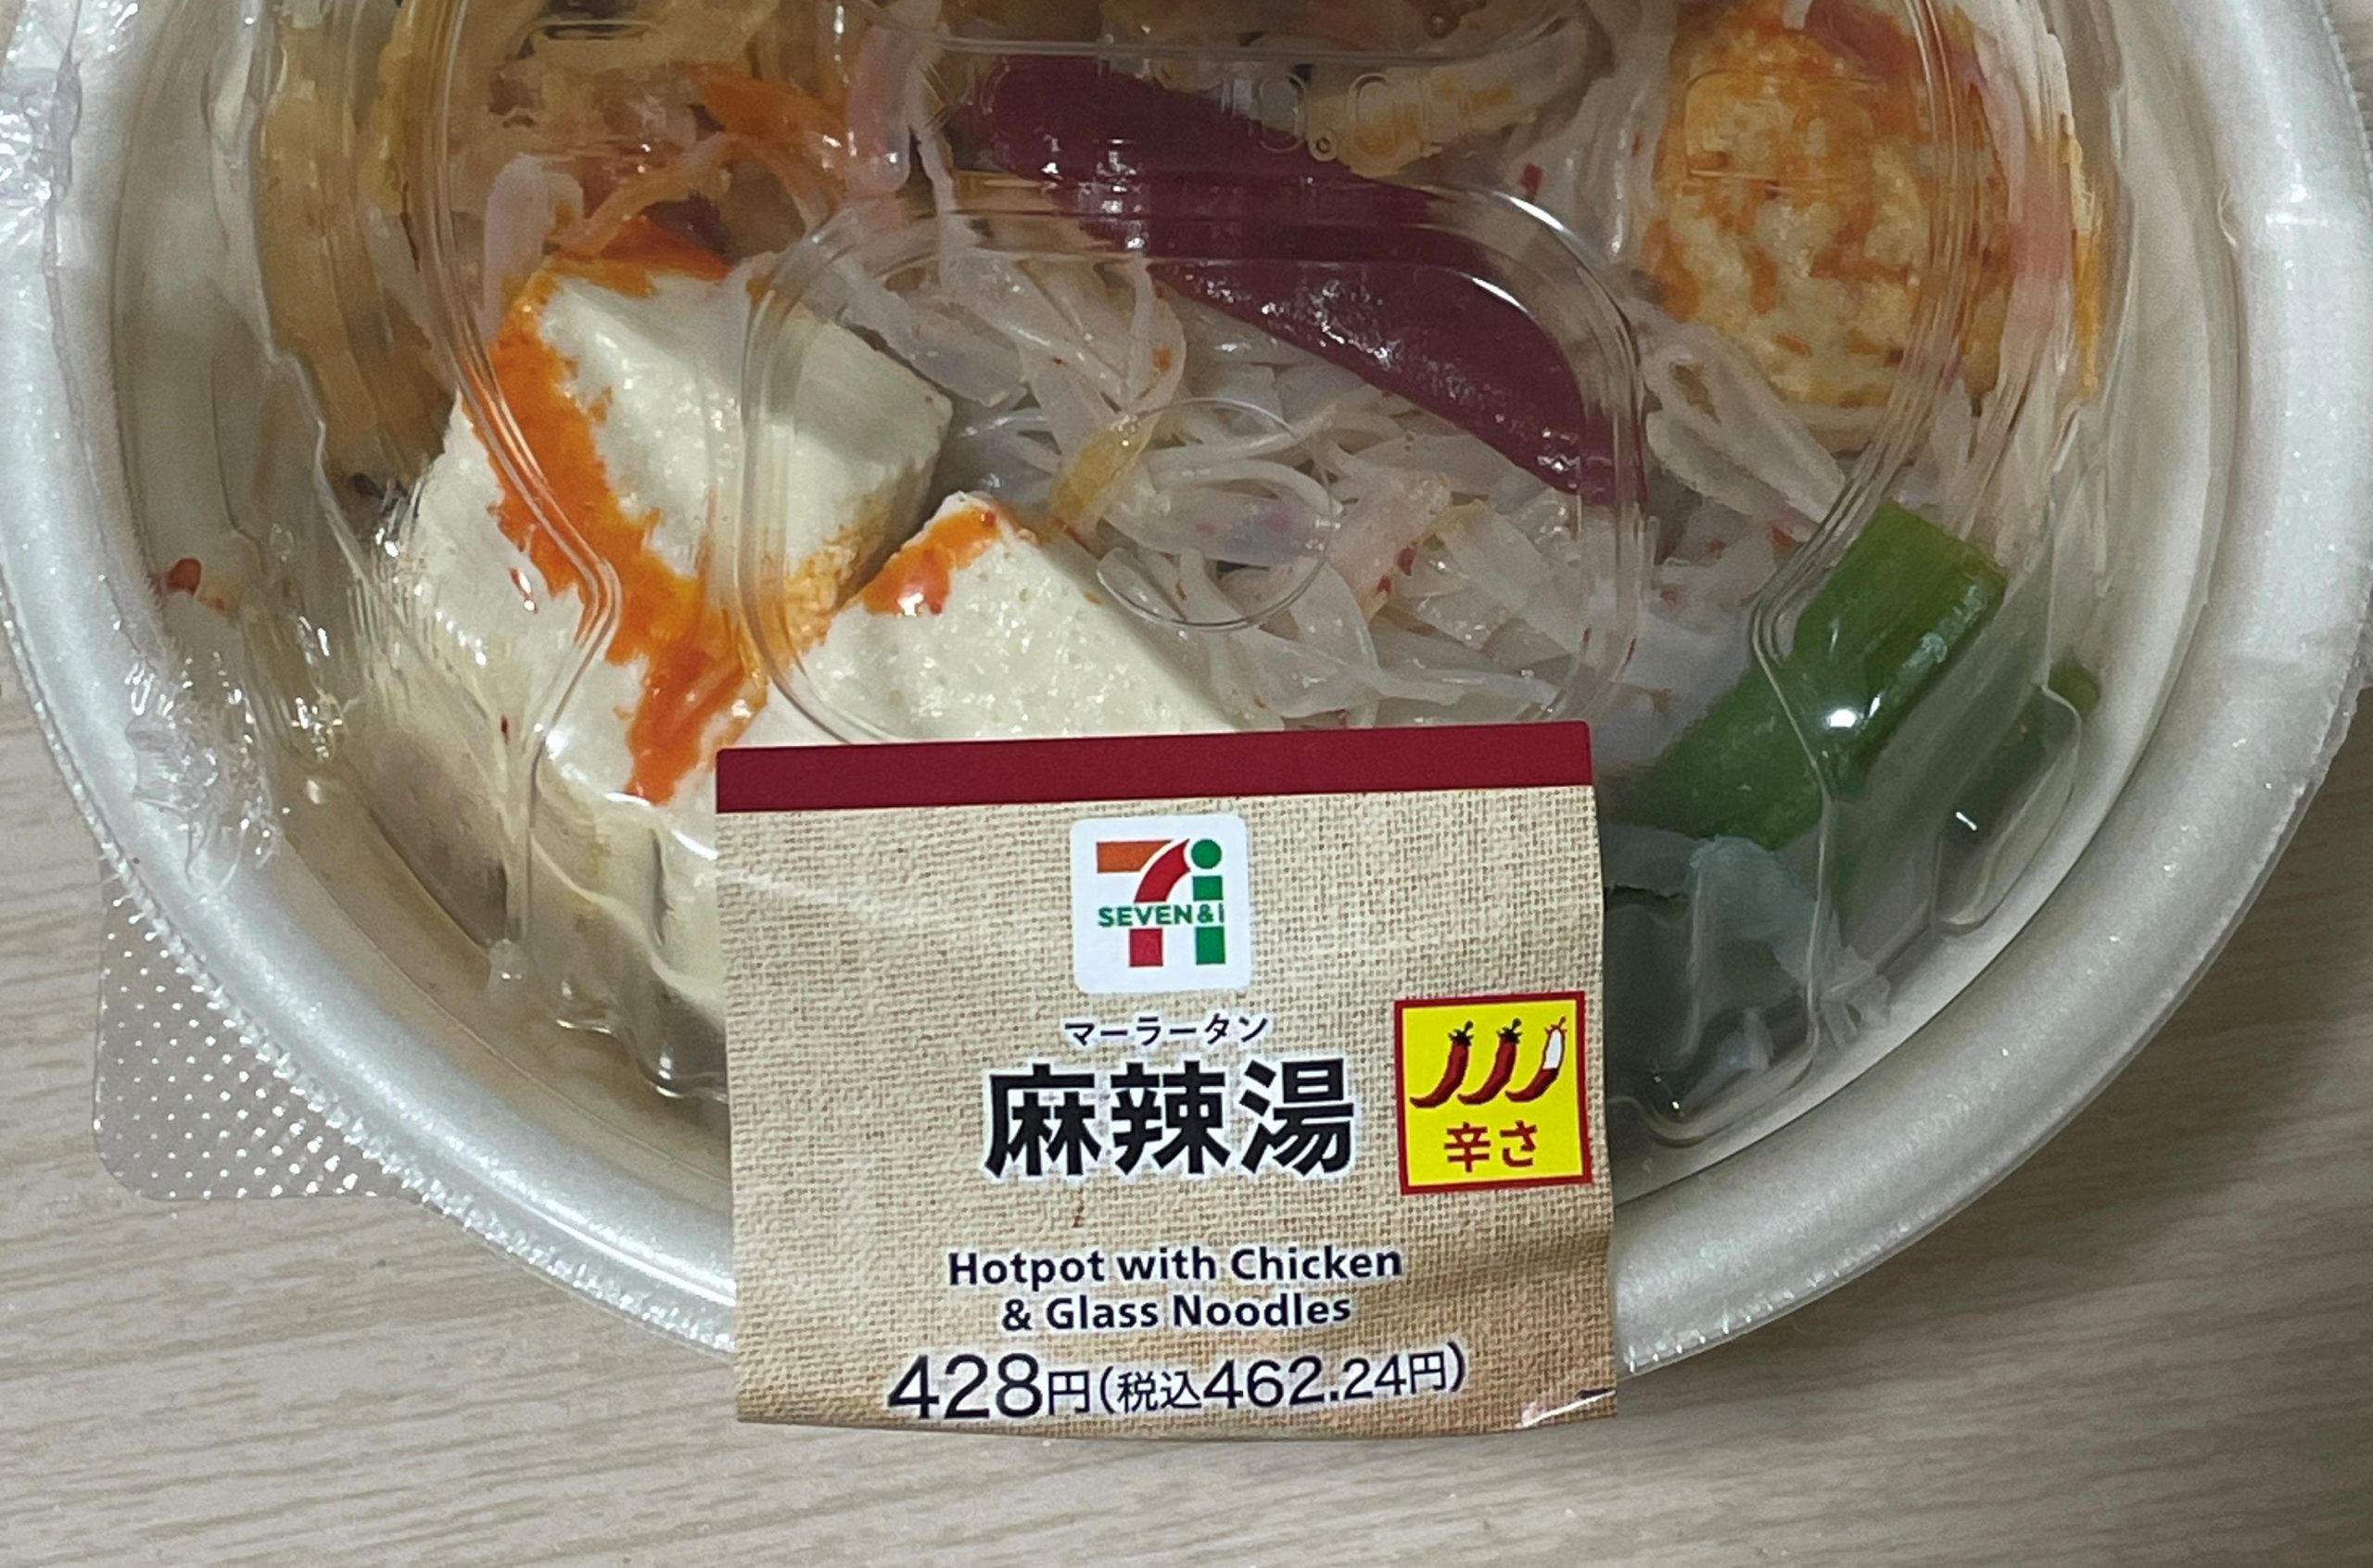 SEVEN&i
マーラータン
麻辣湯
辛さ
Hotpot with Chicken
& Glass Noodles
428円(税込462.24円)